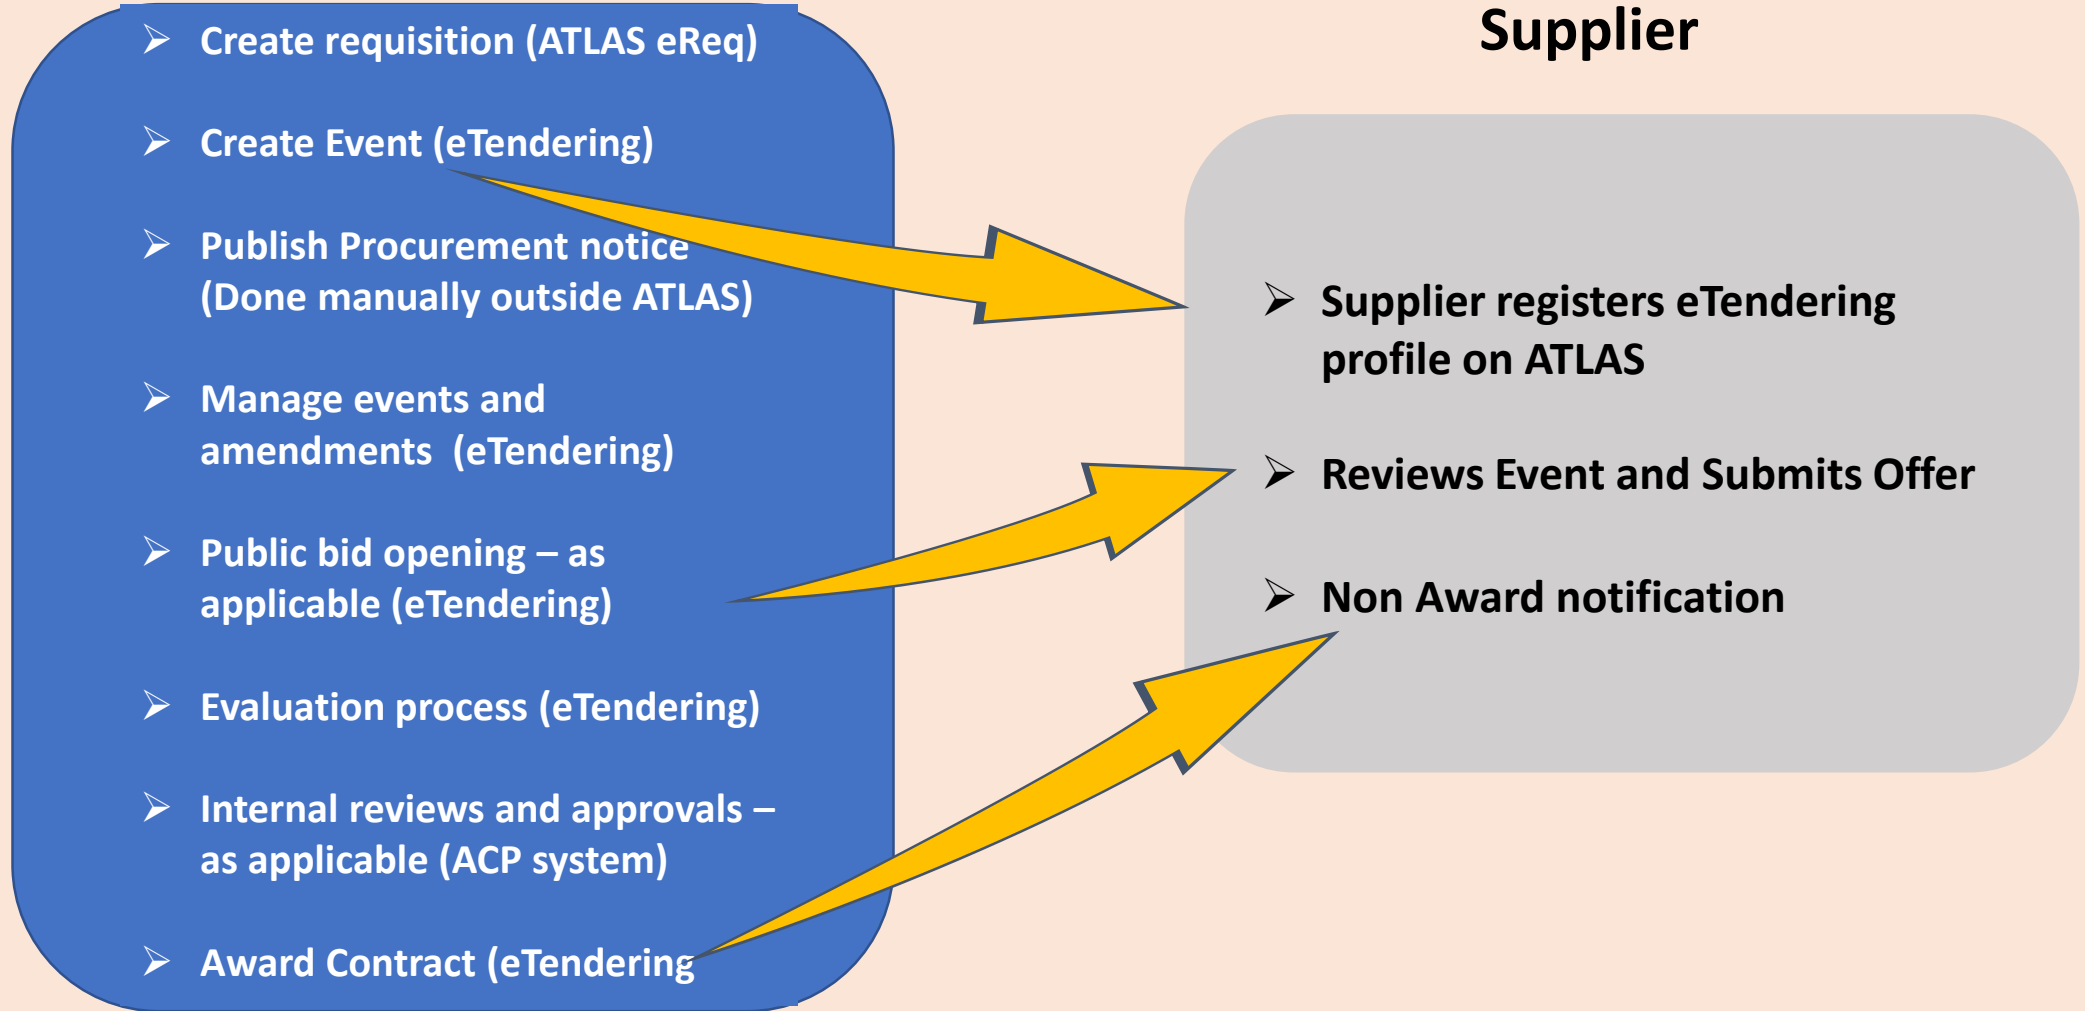 Create requisition (ATLAS eReq)
Create Event (eTendering)
Publish Procurement notice
(Done manually outside ATLAS)
Manage events and
amendments  (eTendering)
Public bid opening – as
applicable (eTendering)
Evaluation process (eTendering)
Internal reviews and approvals –
as applicable (ACP system)
Award Contract (eTendering
Supplier
Supplier registers eTendering
profile on ATLAS
Reviews Event and Submits Offer
Non Award notification